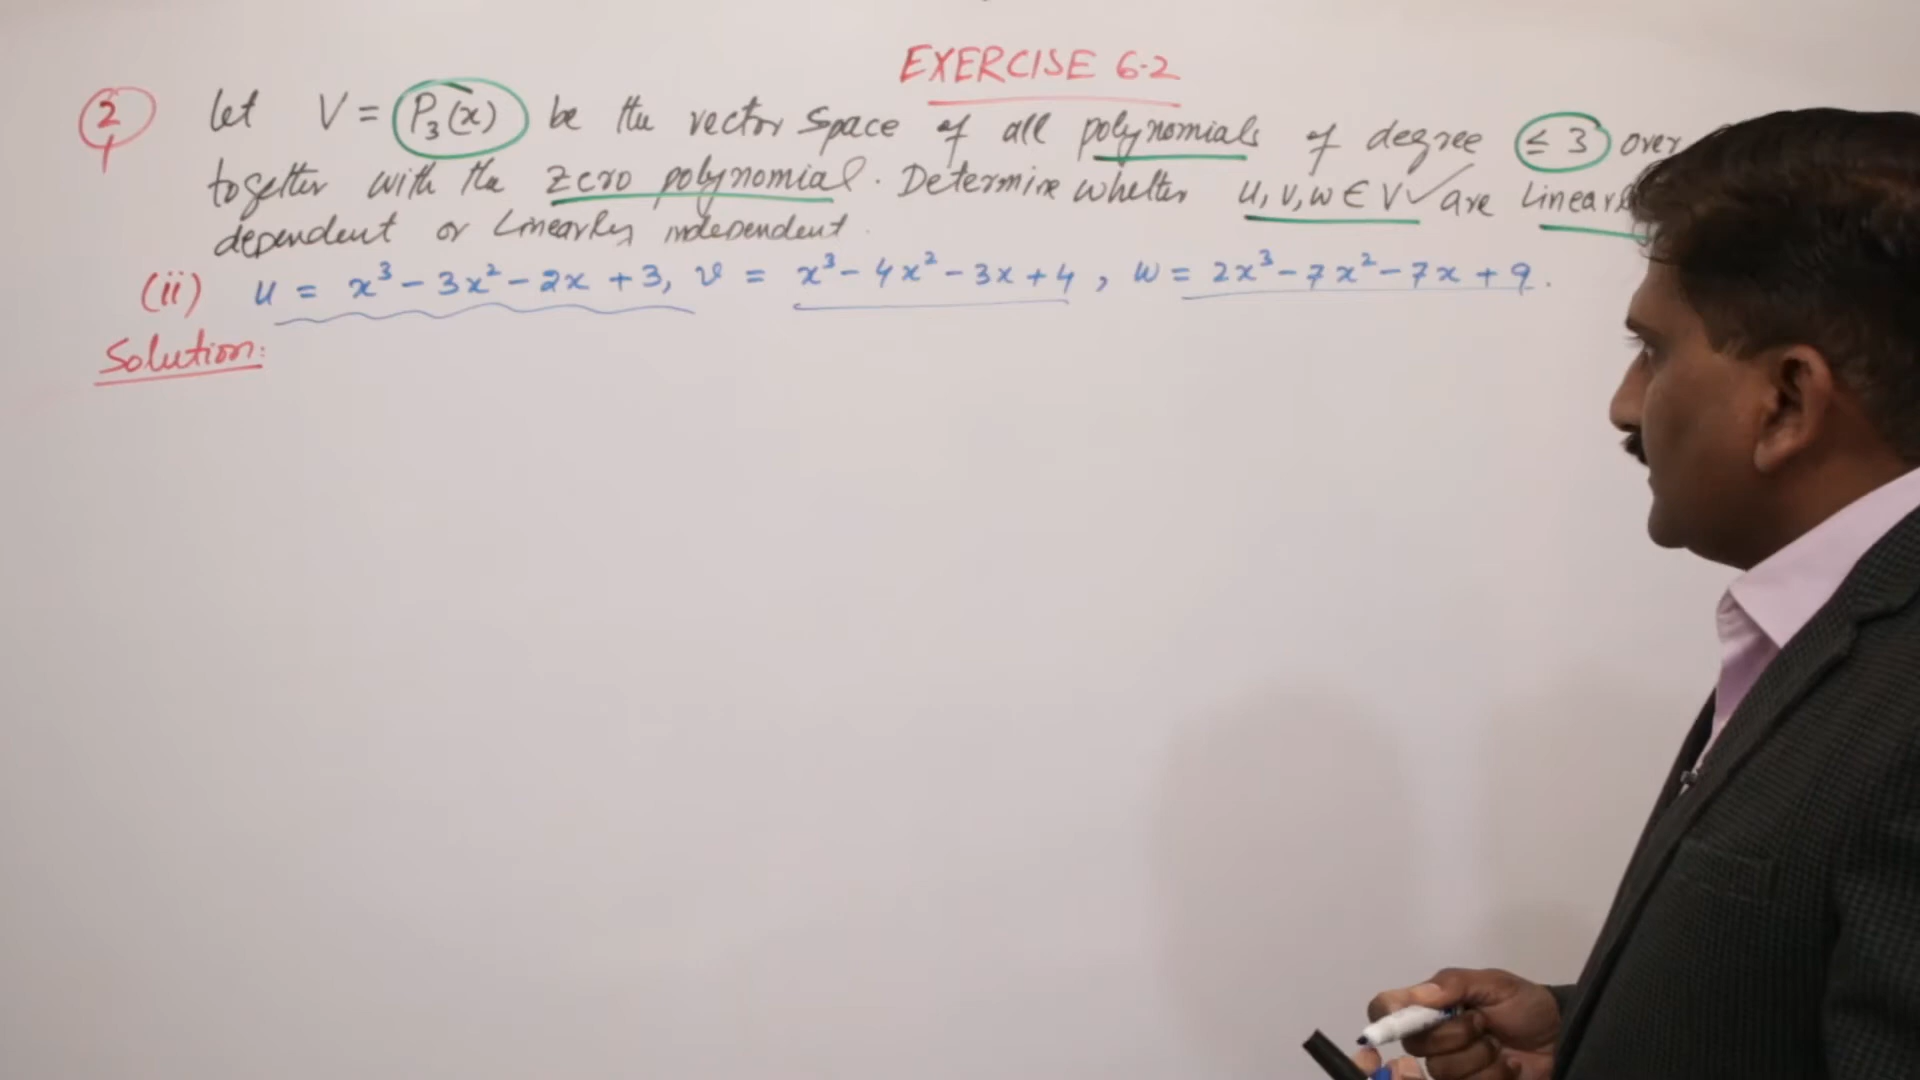 EXERCISE 6.2
2 let V = P₃(x) be the vector space of all polynomials of degree ≤ 3 over
together with the zero polynomial. Determine whether u, v, w ∈ V are
dependent or Linearly independent.
(ii) u = x³ - 3x² - 2x + 3, v = x³ - 4x² - 3x + 4, w = 2x³ - 7x² - 7x + 9.
Solution: